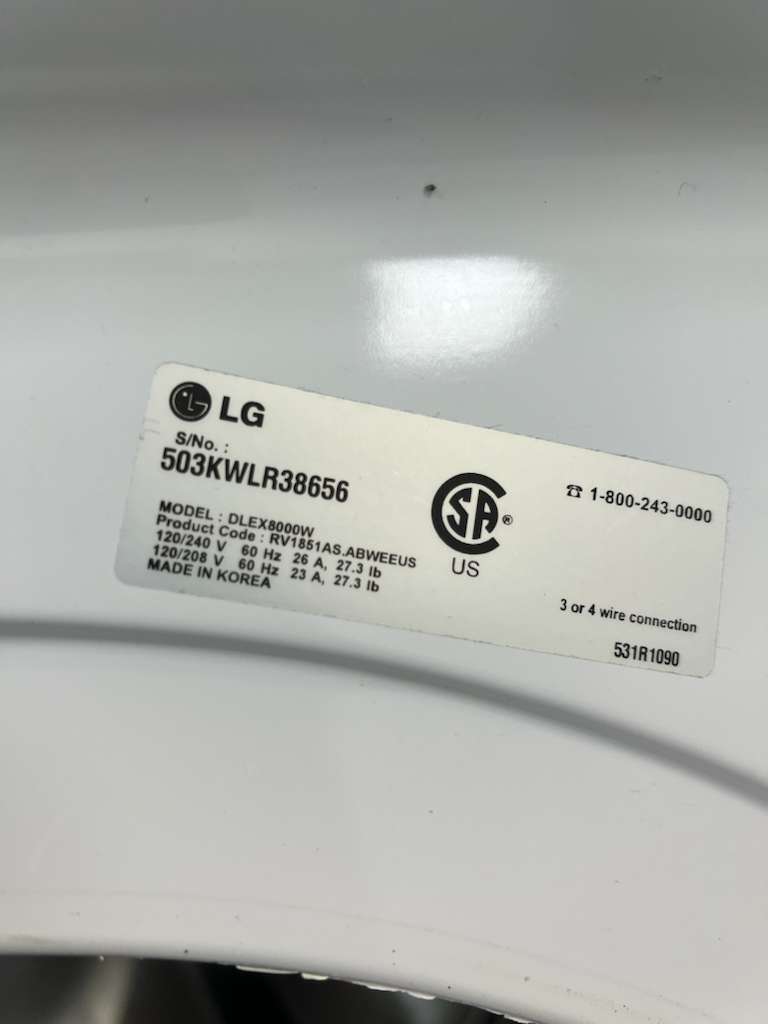 LG
S/No. :
503KWLR38656
MODEL : DLEX8000W
Product Code : RV1851AS.ABWEEUS
120/240 V 60 Hz 26 A, 27.3 lb
120/208 V 60 Hz 23 A, 27.3 lb
MADE IN KOREA
SA®
US
☎ 1-800-243-0000
3 or 4 wire connection
531R1090